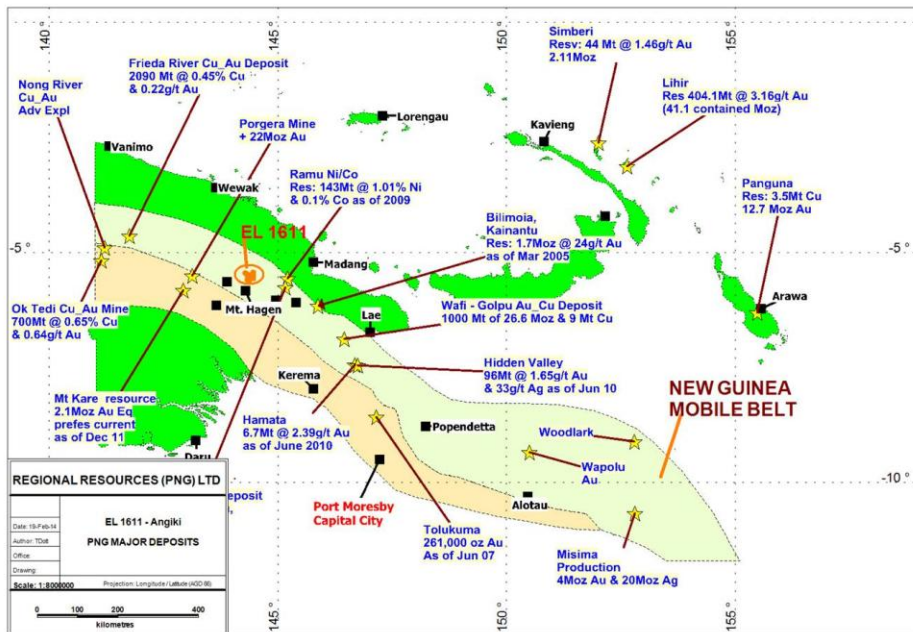 140 °
145 °
150 °
155 °
Simberi
Resv: 44 Mt @ 1.46g/t Au
2.11Moz
Frieda River Cu_Au Deposit
2090 Mt @ 0.45% Cu
& 0.22g/t Au
Nong River
Cu_Au
Adv Expl
Lihir
Res 404.1Mt @ 3.16g/t Au
(41.1 contained Moz)
Porgera Mine
+ 22Moz Au
Lorengau
Kavieng
Vanimo
Wewak
Ramu Ni/Co
Res: 143Mt @ 1.01% Ni
& 0.1% Co as of 2009
Panguna
Res: 3.5Mt Cu
12.7 Moz Au
Bilimoia,
Kainantu
Res: 1.7Moz @ 24g/t Au
as of Mar 2005
EL 1611
-5 °
-5 °
Madang
Mt. Hagen
Lae
Arawa
Ok Tedi Cu_Au Mine
700Mt @ 0.65% Cu
& 0.64g/t Au
Wafi - Golpu Au_Cu Deposit
1000 Mt of 26.6 Moz & 9 Mt Cu
Hidden Valley
96Mt @ 1.65g/t Au
& 33g/t Ag as of Jun 10
Kerema
Mt Kare resource
2.1Moz Au Eq
prefes current
as of Dec 11
NEW GUINEA
MOBILE BELT
Hamata
6.7Mt @ 2.39g/t Au
as of June 2010
Popendetta
Woodlark
Wapolu
Au
Daru
-10 °
Port Moresby
Capital City
Alotau
Tolukuma
261,000 oz Au
As of Jun 07
Misima
Production
4Moz Au & 20Moz Ag
posit
REGIONAL RESOURCES (PNG) LTD
EL 1611 - Angiki
PNG MAJOR DEPOSITS
Date: 19-Feb-14
Author: TDoB
Office:
Drawing:
Scale: 1:8000000
Projection: Longitude / Latitude (AGD 66)
0 100 200 400
kilometres
145 °
150 °
155 °